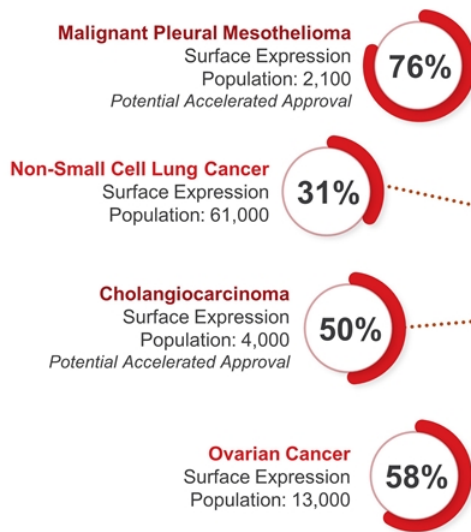 Malignant Pleural Mesothelioma
Surface Expression
Population: 2,100
Potential Accelerated Approval
76%
Non-Small Cell Lung Cancer
Surface Expression
Population: 61,000
31%
Cholangiocarcinoma
Surface Expression
Population: 4,000
Potential Accelerated Approval
50%
Ovarian Cancer
Surface Expression
Population: 13,000
58%